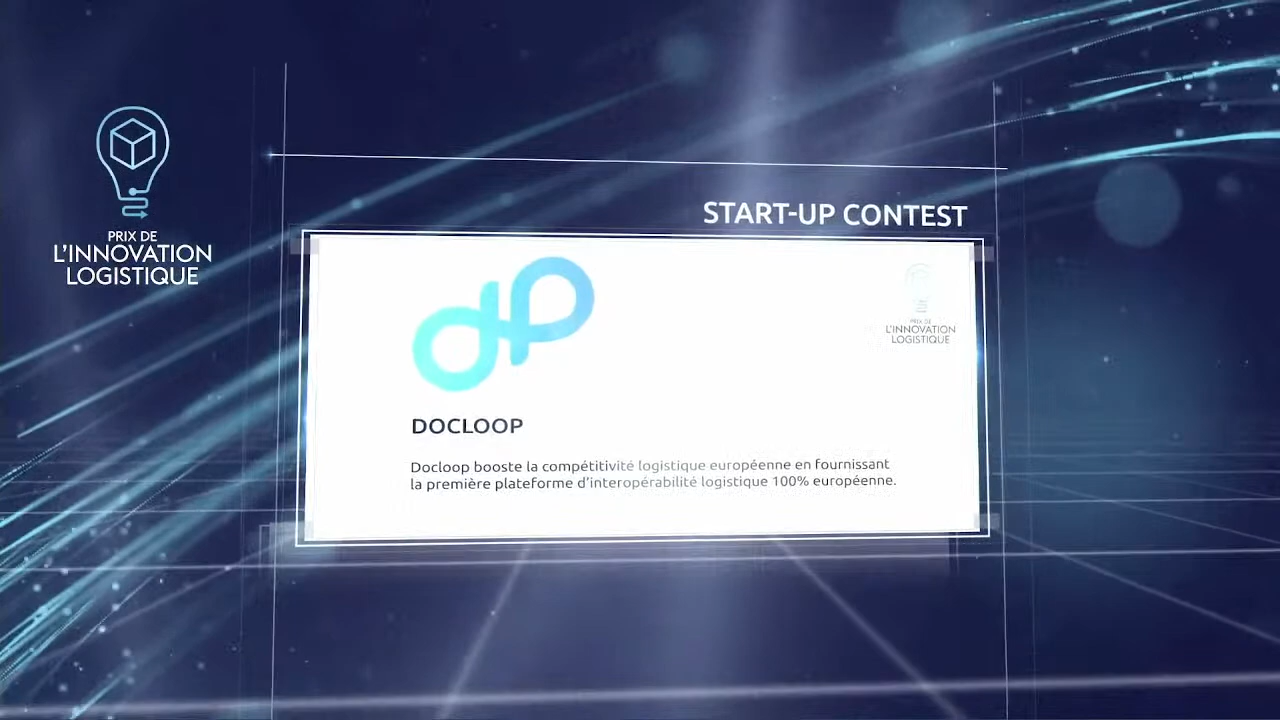 PRIX DE
L'INNOVATION
LOGISTIQUE
START-UP CONTEST
dp
PRIX DE
L'INNOVATION
LOGISTIQUE
DOCLOOP
Docloop booste la compétitivité logistique européenne en fournissant
la première plateforme d'interopérabilité logistique 100% européenne.